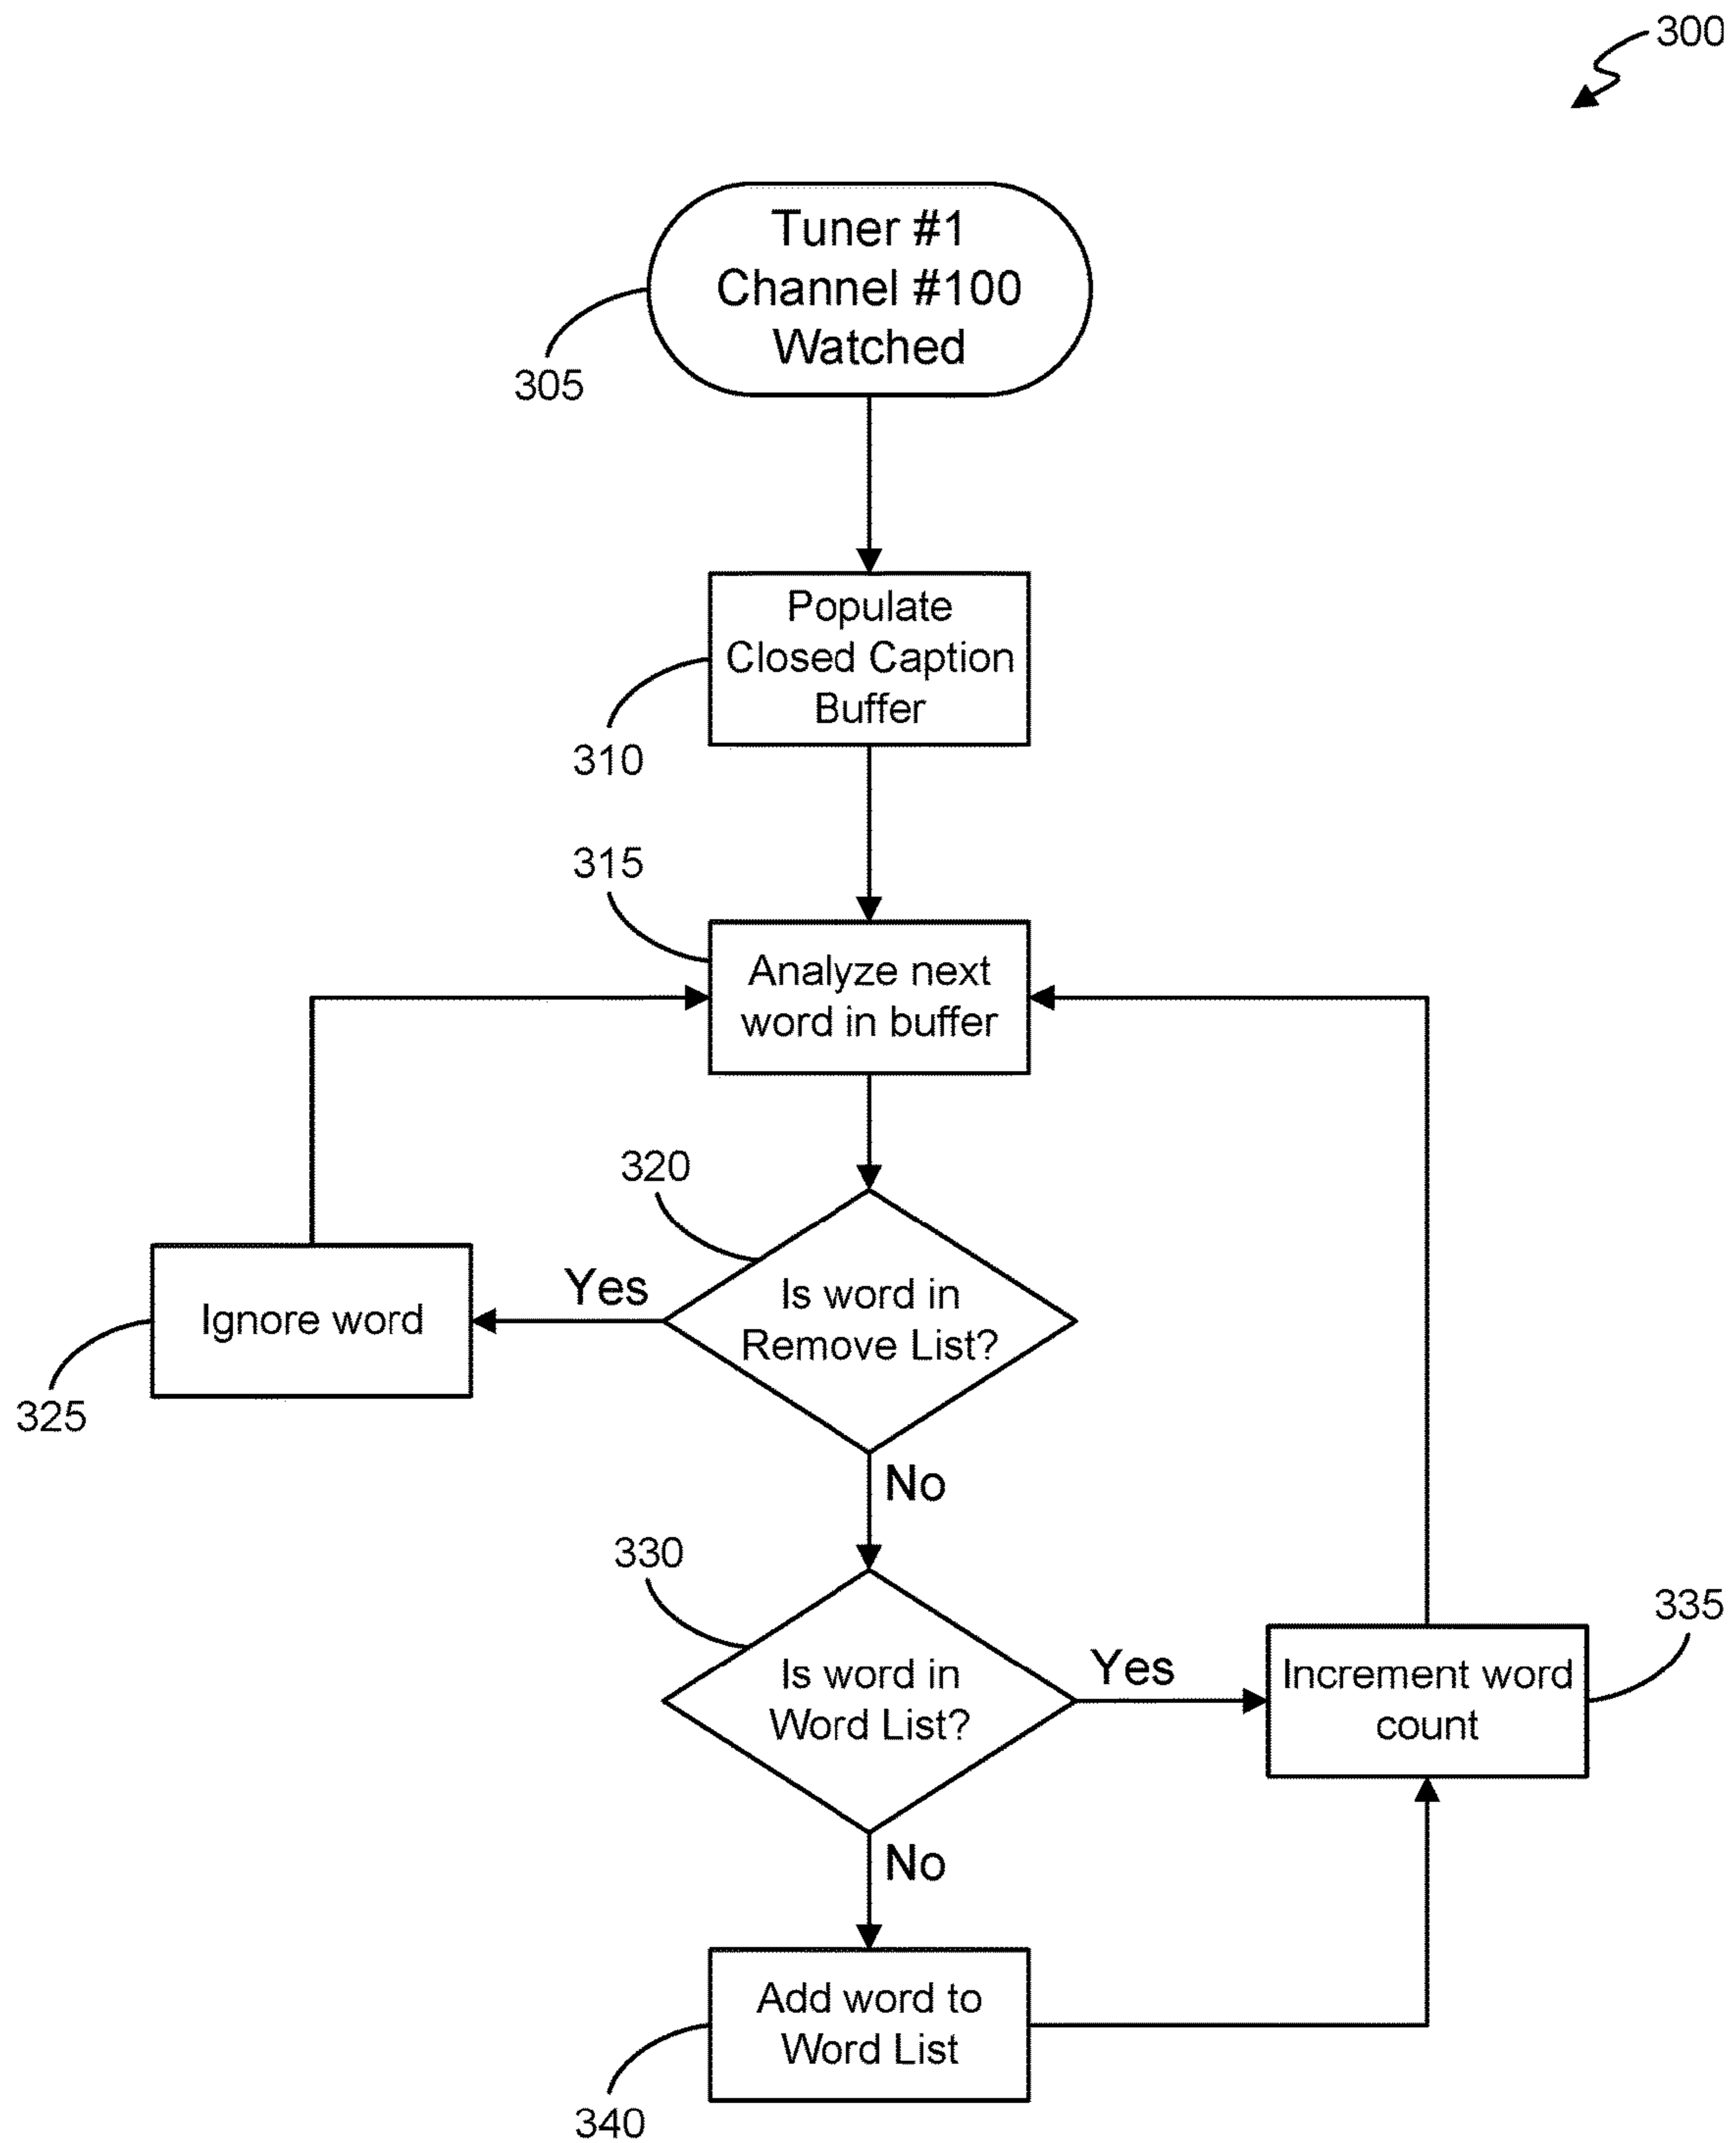 300
Tuner #1
Channel #100
Watched
305
Populate
Closed Caption
Buffer
310
315
Analyze next
word in buffer
320
Is word in
Remove List?
Yes
Ignore word
325
No
330
Is word in
Word List?
Yes
Increment word
count
335
No
Add word to
Word List
340